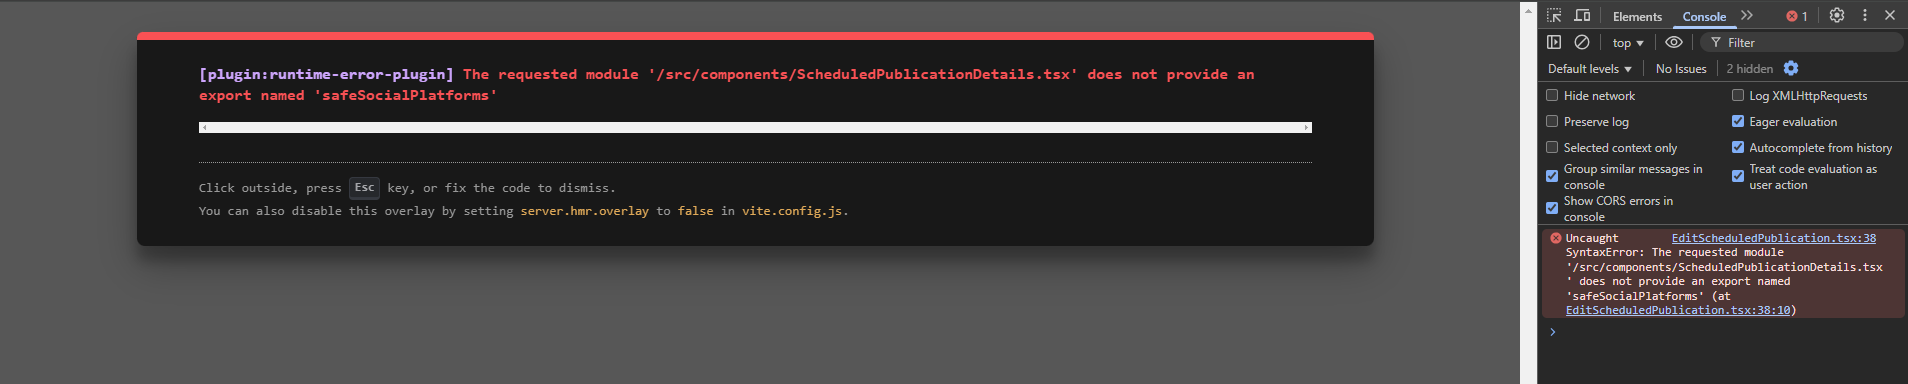 [plugin:runtime-error-plugin] The requested module '/src/components/ScheduledPublicationDetails.tsx' does not provide an
export named 'safeSocialPlatforms'
Click outside, press Esc key, or fix the code to dismiss.
You can also disable this overlay by setting server.hmr.overlay to false in vite.config.js.
Elements Console 1
top Filter
Default levels No Issues 2 hidden
Hide network Log XMLHttpRequests
Preserve log Eager evaluation
Selected context only Autocomplete from history
Group similar messages in Treat code evaluation as
console user action
Show CORS errors in
console
Uncaught EditScheduledPublication.tsx:38
SyntaxError: The requested module
'/src/components/ScheduledPublicationDetails.tsx
' does not provide an export named
'safeSocialPlatforms' (at
EditScheduledPublication.tsx:38:10)